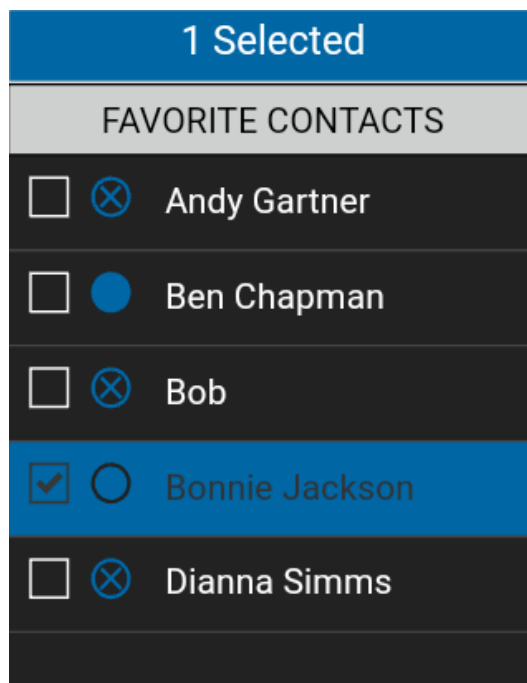 1 Selected
FAVORITE CONTACTS
Andy Gartner
Ben Chapman
Bob
Bonnie Jackson
Dianna Simms